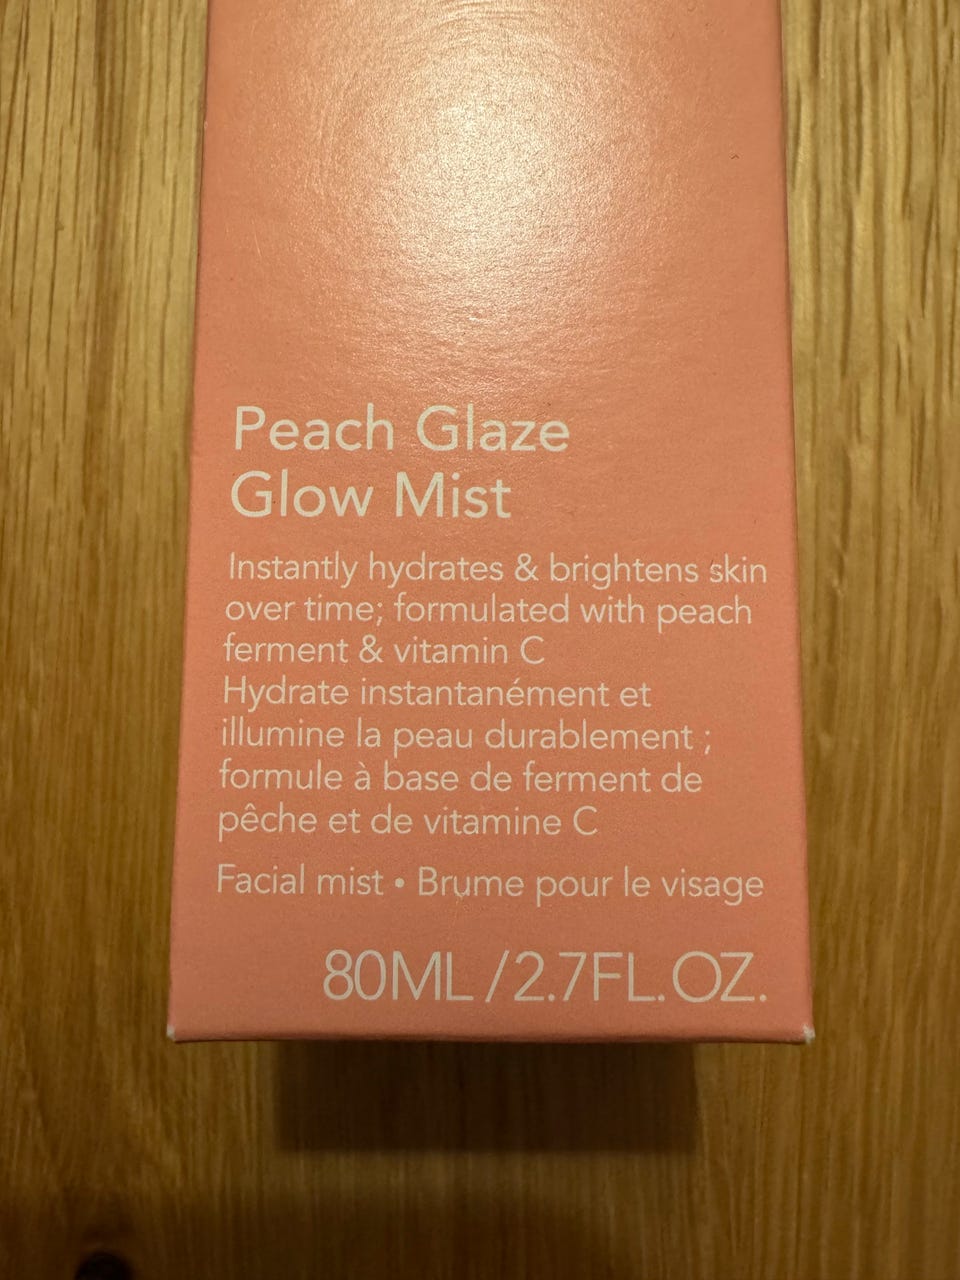 Peach Glaze
Glow Mist
Instantly hydrates & brightens skin
over time; formulated with peach
ferment & vitamin C
Hydrate instantanément et
illumine la peau durablement ;
formule à base de ferment de
pêche et de vitamine C
Facial mist • Brume pour le visage
80ML/2.7FL.OZ.